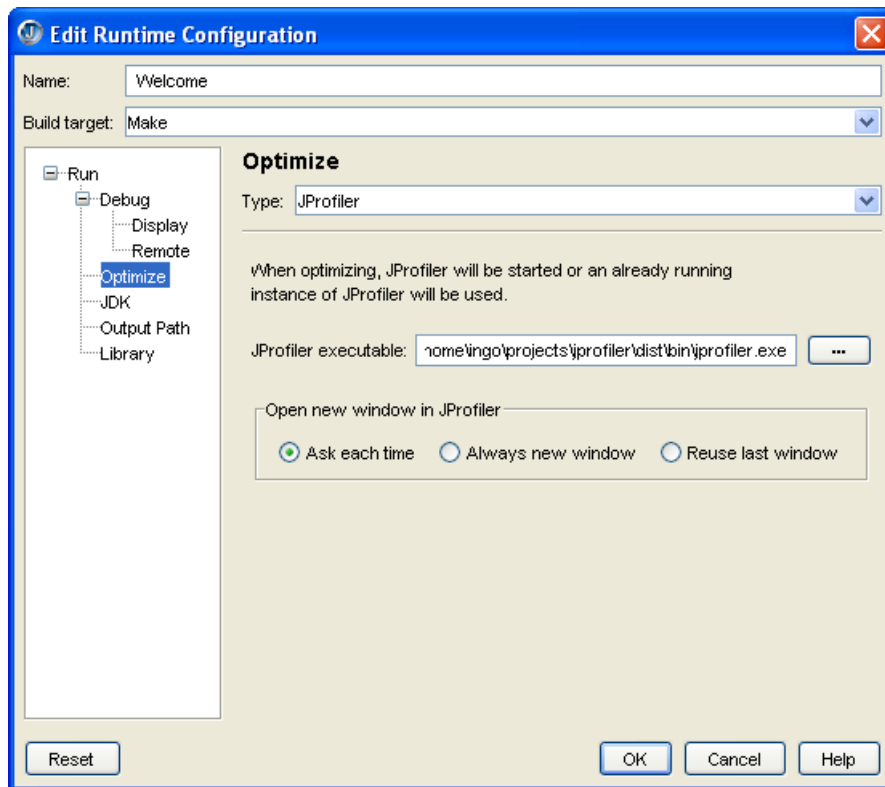 Edit Runtime Configuration
Name: Welcome
Build target: Make
Run
Debug
Display
Remote
Optimize
JDK
Output Path
Library
Optimize
Type: JProfiler
When optimizing, JProfiler will be started or an already running
instance of JProfiler will be used.
JProfiler executable: home\ingo\projects\jprofiler\dist\bin\jprofiler.exe ...
Open new window in JProfiler
Ask each time Always new window Reuse last window
Reset OK Cancel Help